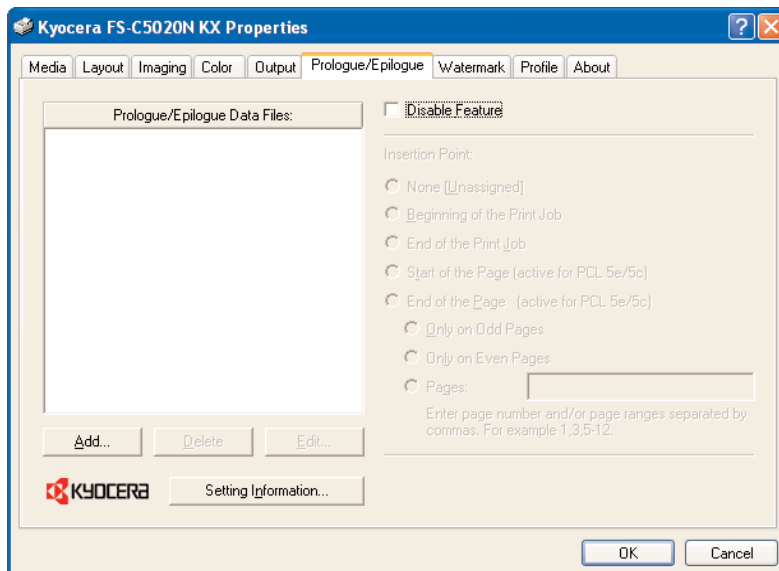 Kyocera FS-C5020N KX Properties
Media Layout Imaging Color Output Prologue/Epilogue Watermark Profile About
Prologue/Epilogue Data Files:
Disable Feature
Insertion Point:
None [Unassigned]
Beginning of the Print Job
End of the Print Job
Start of the Page (active for PCL 5e/5c)
End of the Page (active for PCL 5e/5c)
Only on Odd Pages
Only on Even Pages
Pages:
Enter page number and/or page ranges separated by
commas. For example 1,3,5-12.
Add... Delete Edit...
KYOCERA Setting Information...
OK Cancel